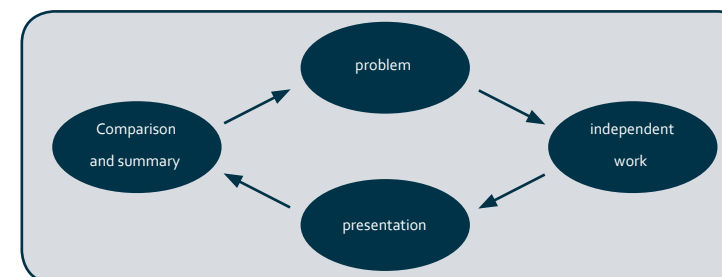 problem
Comparison
and summary
independent
work
presentation